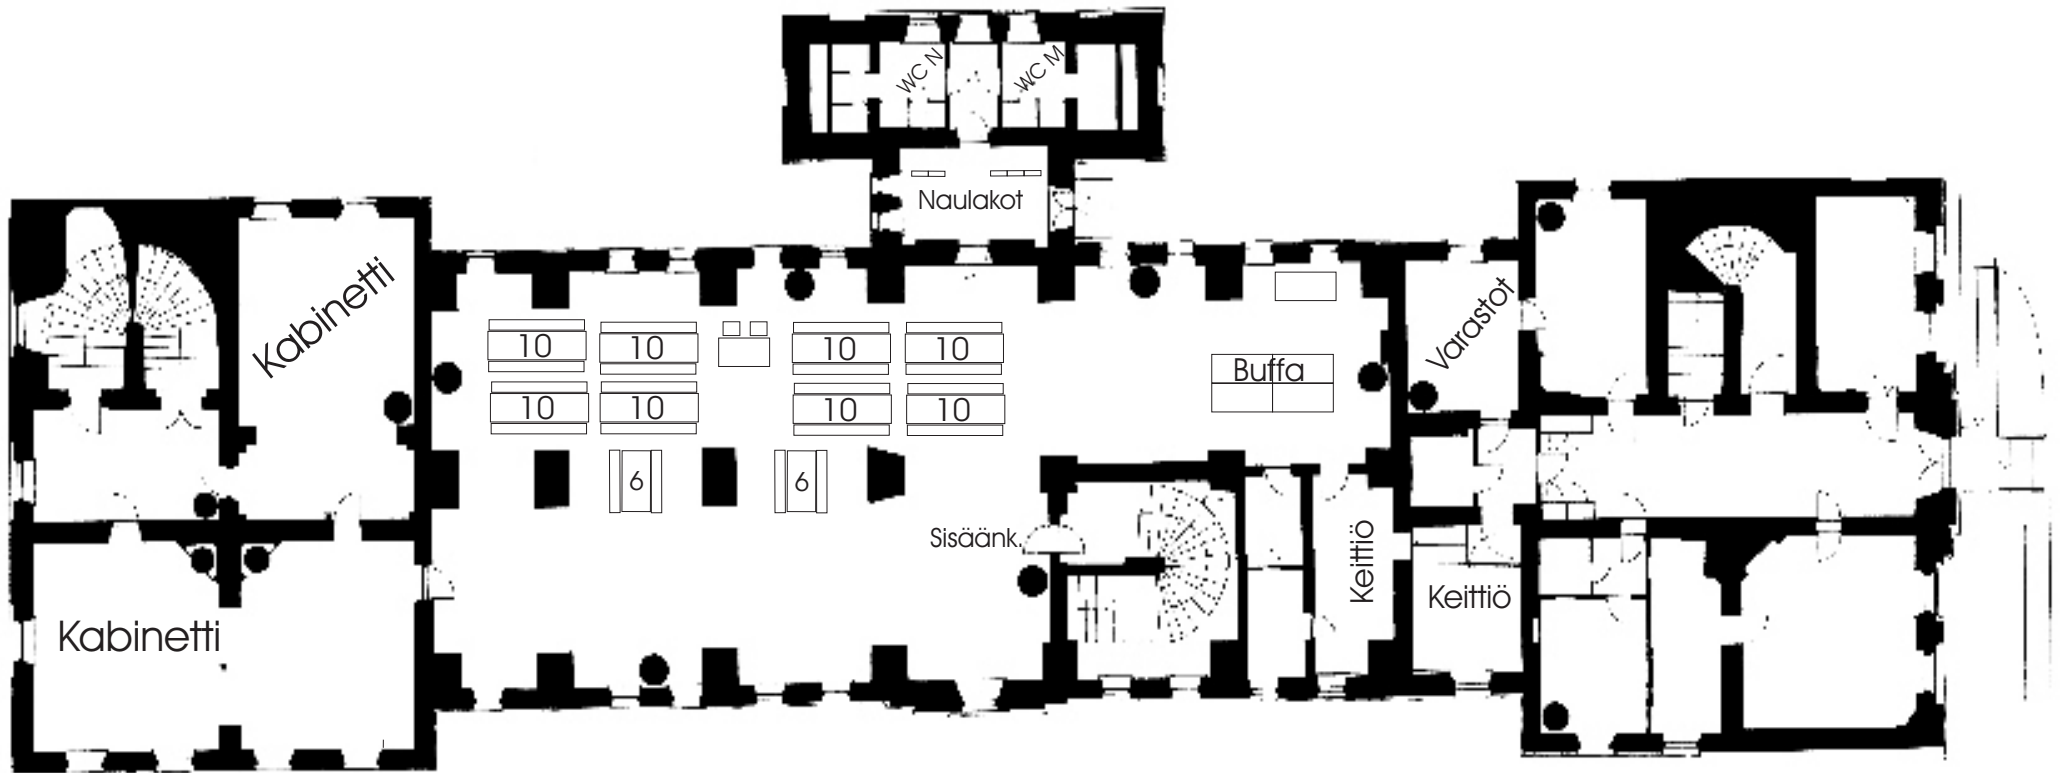 WC N
WC M
Naulakot
Kabinetti
Varastot
10
10
10
10
Buffa
10
10
10
10
6
6
Sisäänk.
Keittiö
Keittiö
Kabinetti